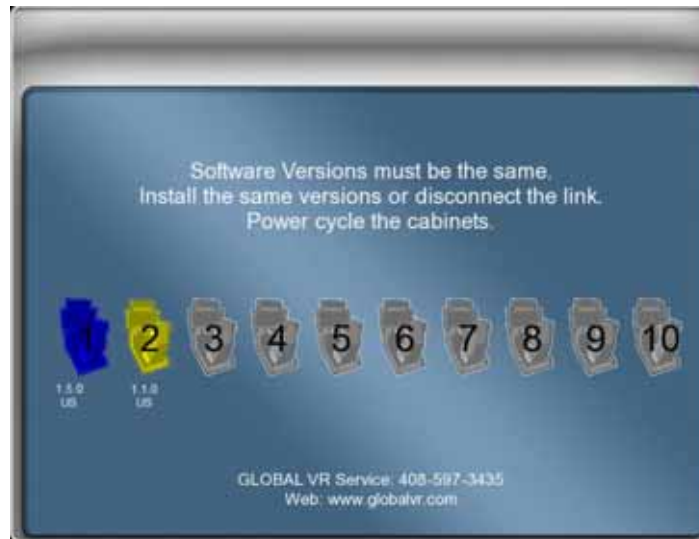 Software Versions must be the same.
Install the same versions or disconnect the link.
Power cycle the cabinets.
1 2 3 4 5 6 7 8 9 10
1.5.0 1.1.0
US US
GLOBAL VR Service: 408-597-3435
Web: www.globalvr.com